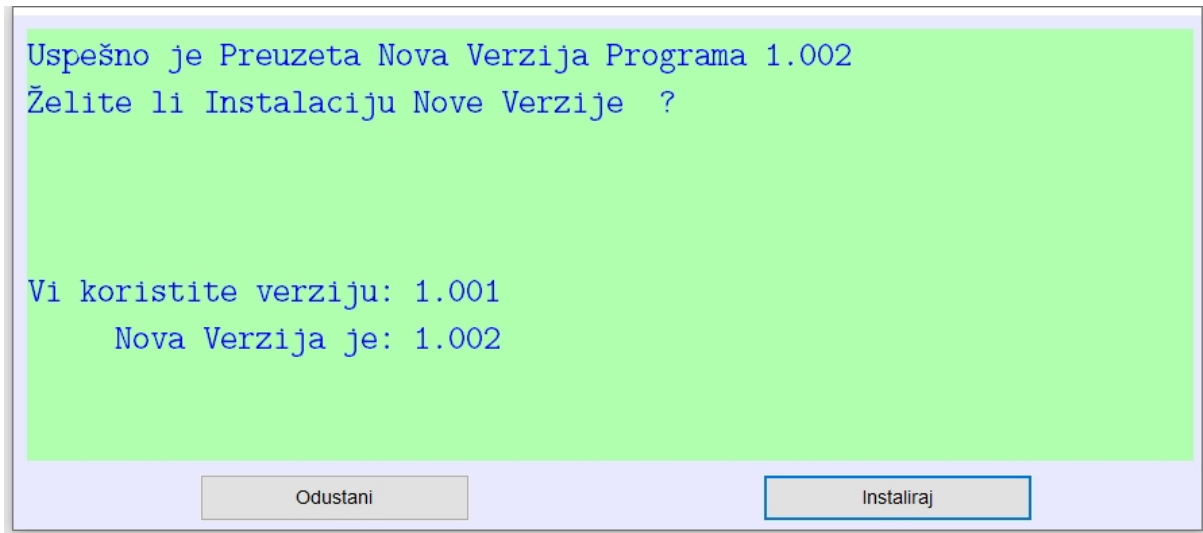 Uspešno je Preuzeta Nova Verzija Programa 1.002
Želite li Instalaciju Nove Verzije  ?
Vi koristite verziju: 1.001
Nova Verzija je: 1.002
Odustani
Instaliraj